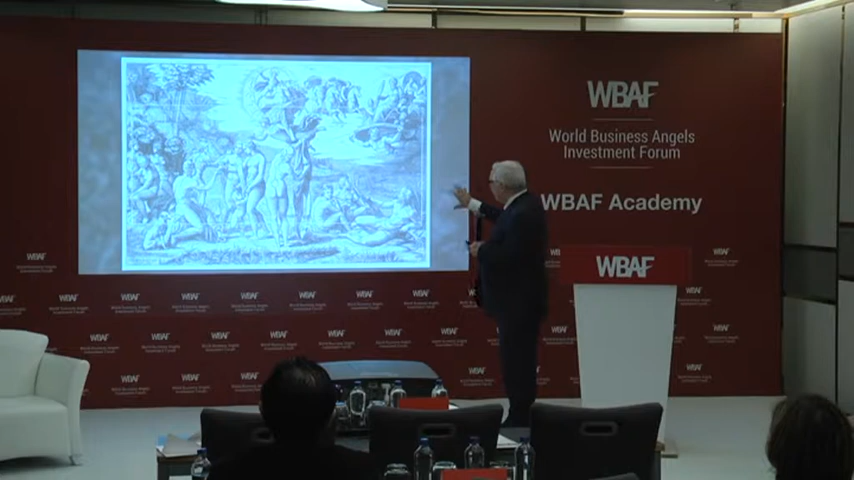 WBAF
World Business Angels
Investment Forum
WBAF Academy
WBAF